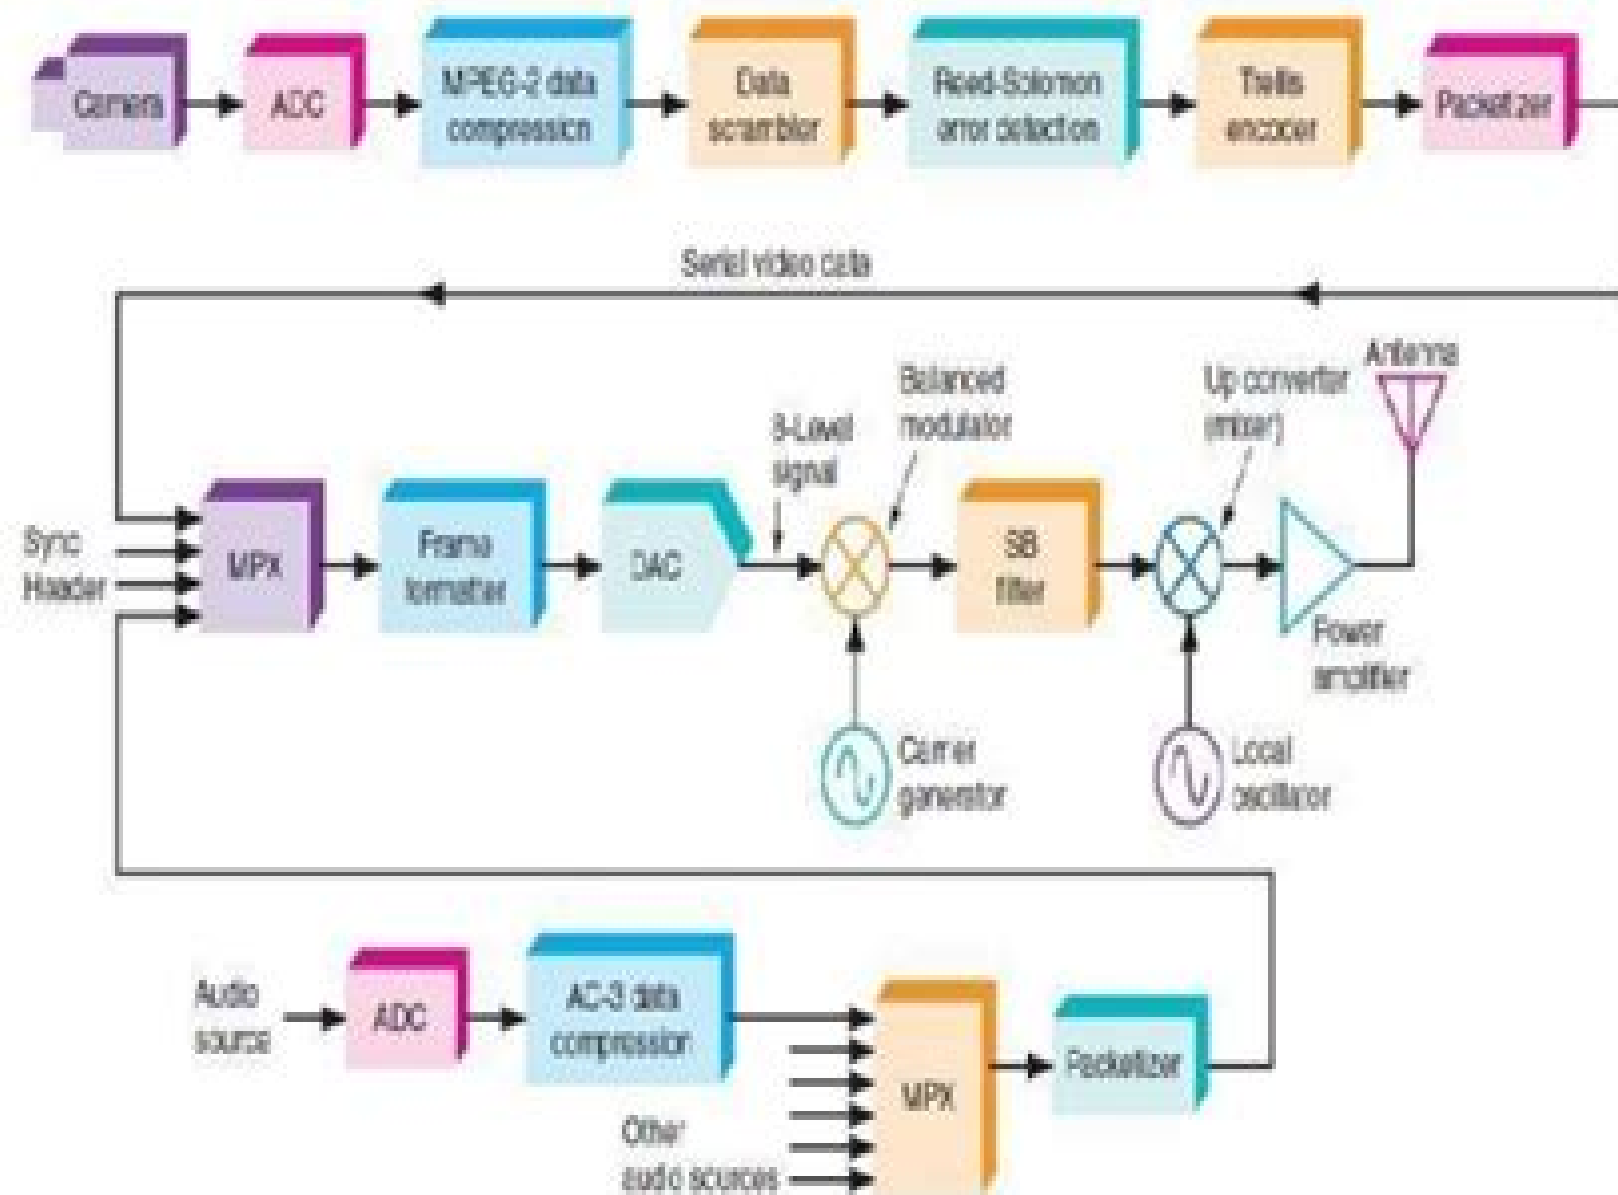 Camera
ADC
MPEG-2 data
compression
Data
scrambler
Reed-Solomon
error detection
Trellis
encoder
Packetizer
Serial video data
Antenna
Balanced
modulator
Up converter
(mixer)
8-Level
signal
Sync
Header
MPX
Frame
formatter
DAC
SB
filter
Power
amplifier
Carrier
generator
Local
oscillator
Audio
source
ADC
AC-3 data
compression
MPX
Packetizer
Other
audio sources